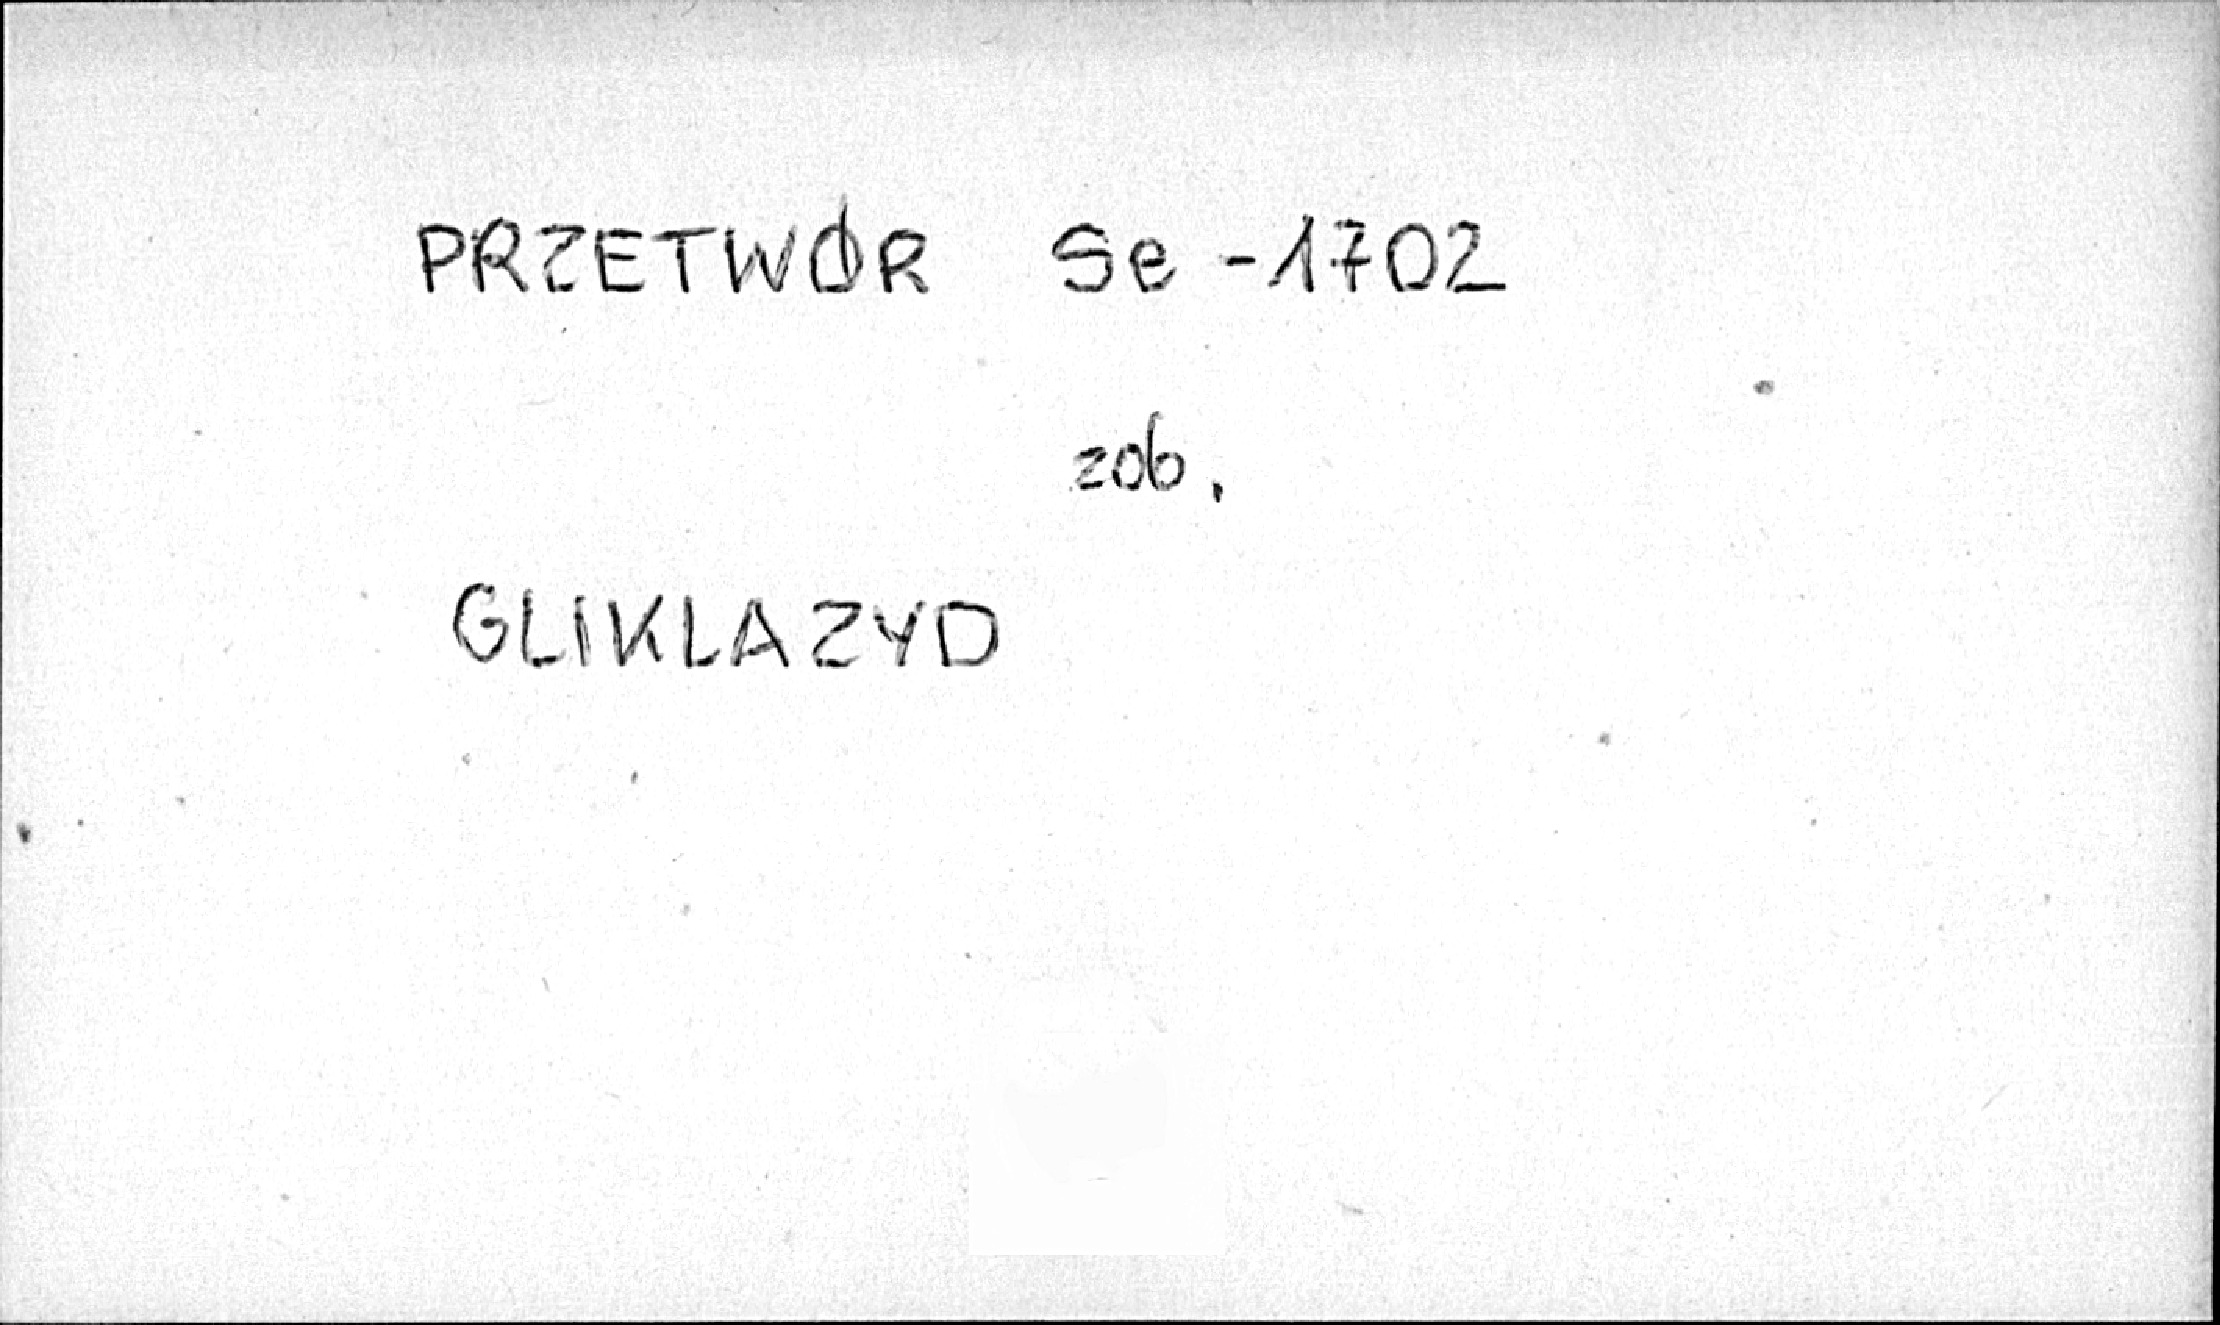 PRZETWÓR Se-1702
zob.
GLIKLAZYD